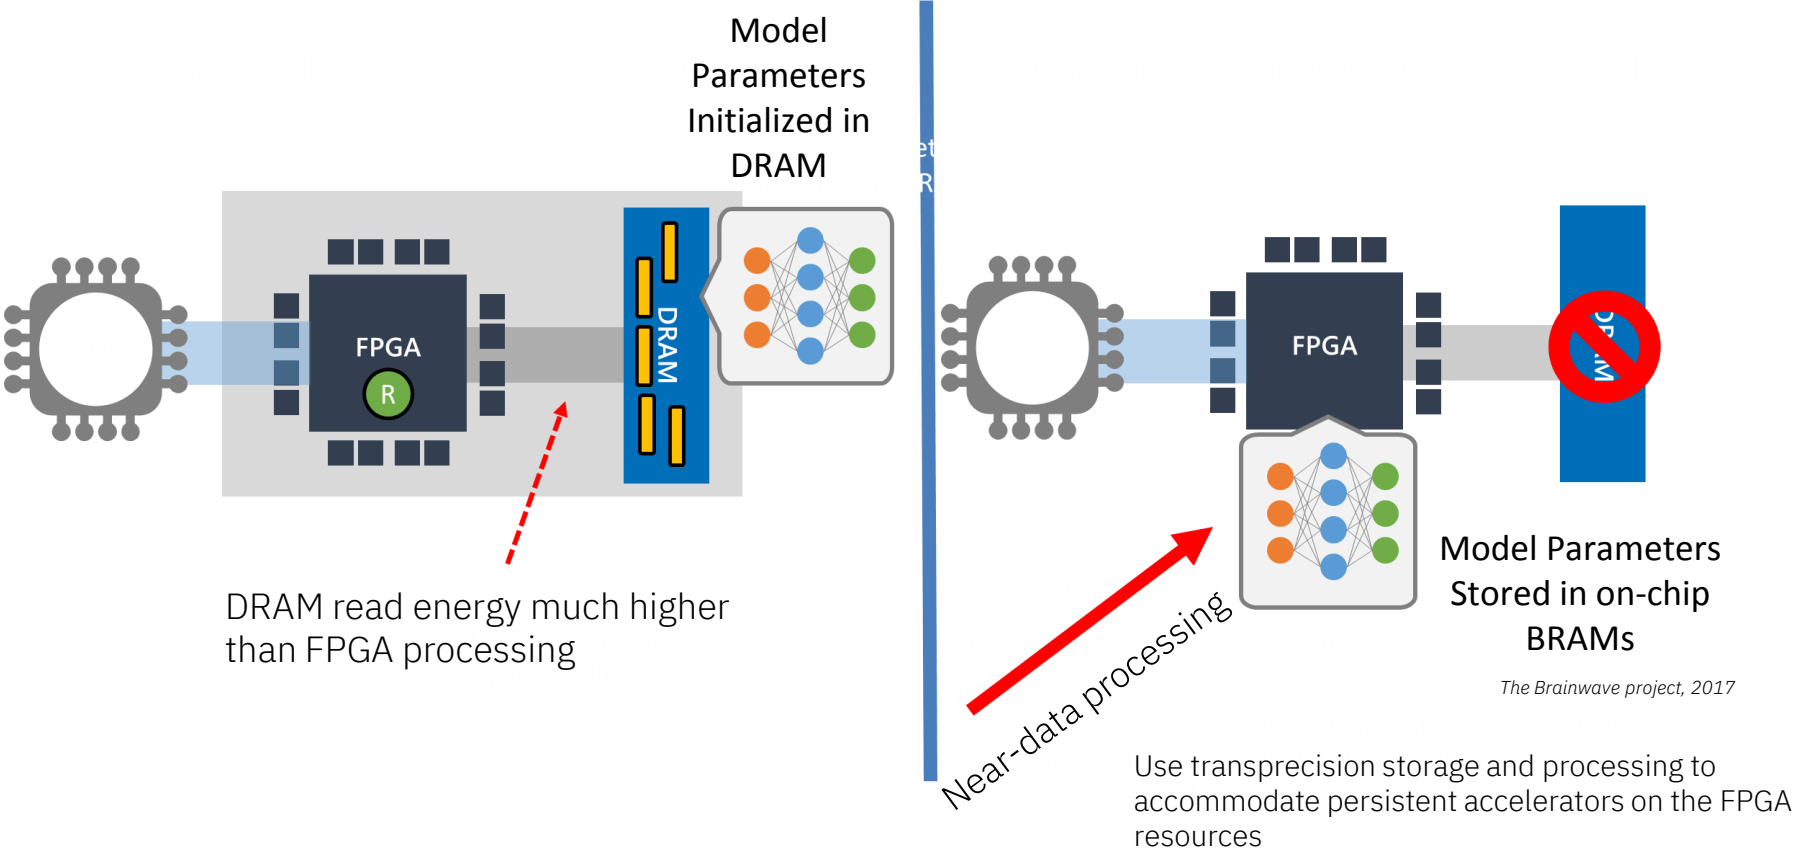 Model
Parameters
Initialized in
DRAM
FPGA
R
DRAM
DRAM read energy much higher
than FPGA processing
et
R
FPGA
Near-data processing
Model Parameters
Stored in on-chip
BRAMs
The Brainwave project, 2017
Use transprecision storage and processing to
accommodate persistent accelerators on the FPGA
resources